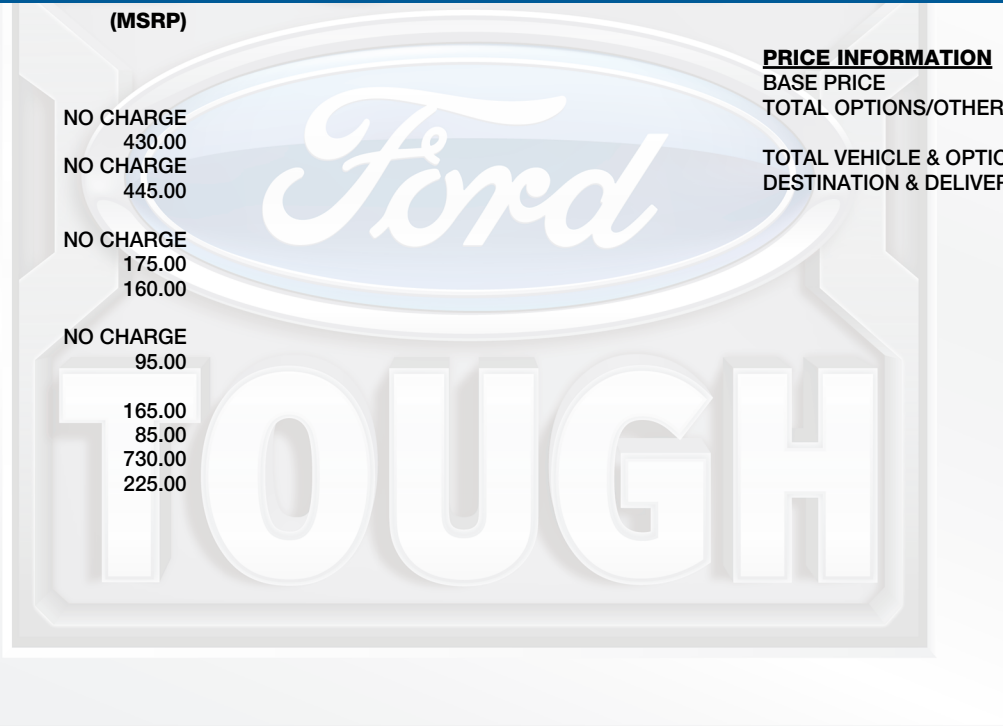 (MSRP)
NO CHARGE
430.00
NO CHARGE
445.00
NO CHARGE
175.00
160.00
NO CHARGE
95.00
165.00
85.00
730.00
225.00
PRICE INFORMATION
BASE PRICE
TOTAL OPTIONS/OTHER
TOTAL VEHICLE & OPTIO
DESTINATION & DELIVER
Ford
TOUGH